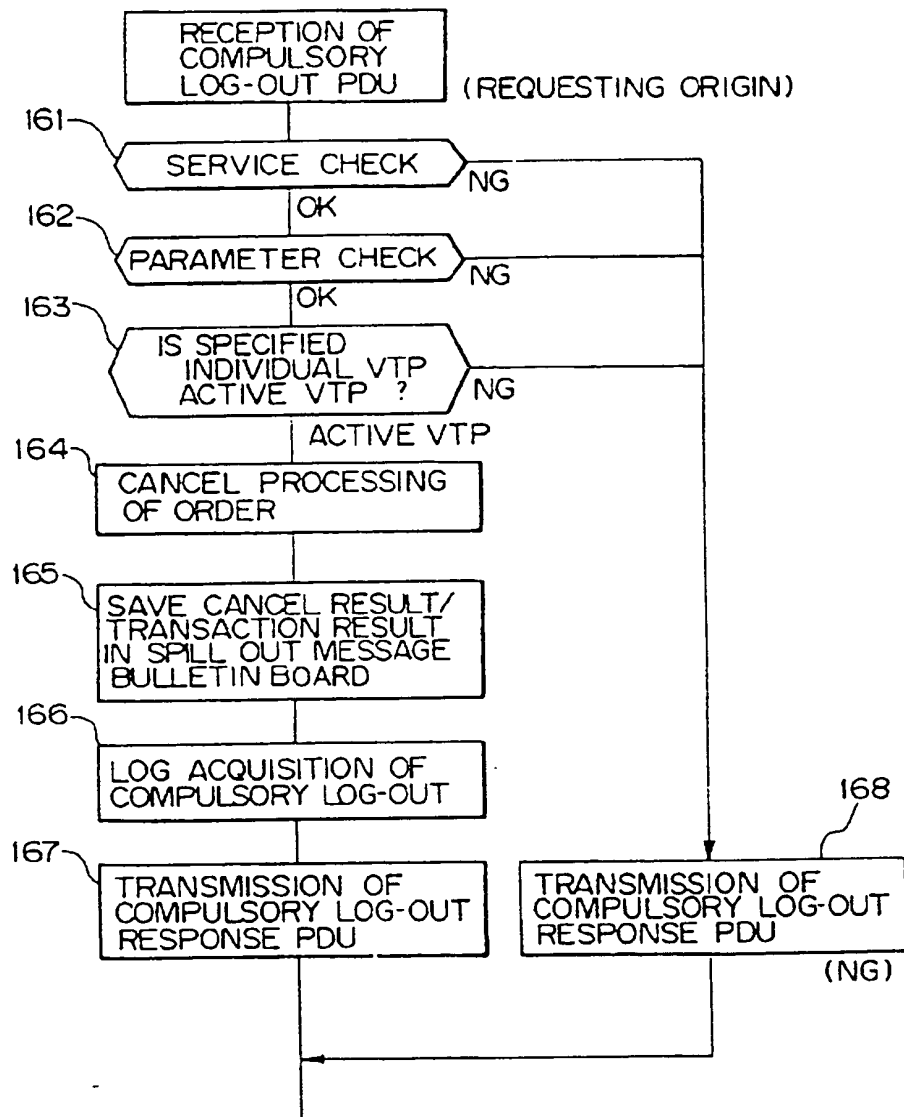 RECEPTION OF
COMPULSORY
LOG-OUT PDU
(REQUESTING ORIGIN)
161
SERVICE CHECK
NG
OK
162
PARAMETER CHECK
NG
OK
163
IS SPECIFIED
INDIVIDUAL VTP
ACTIVE VTP ?
NG
ACTIVE VTP
164
CANCEL PROCESSING
OF ORDER
165
SAVE CANCEL RESULT/
TRANSACTION RESULT
IN SPILL OUT MESSAGE
BULLETIN BOARD
166
LOG ACQUISITION OF
COMPULSORY LOG-OUT
167
TRANSMISSION OF
COMPULSORY LOG-OUT
RESPONSE PDU
168
TRANSMISSION OF
COMPULSORY LOG-OUT
RESPONSE PDU
(NG)